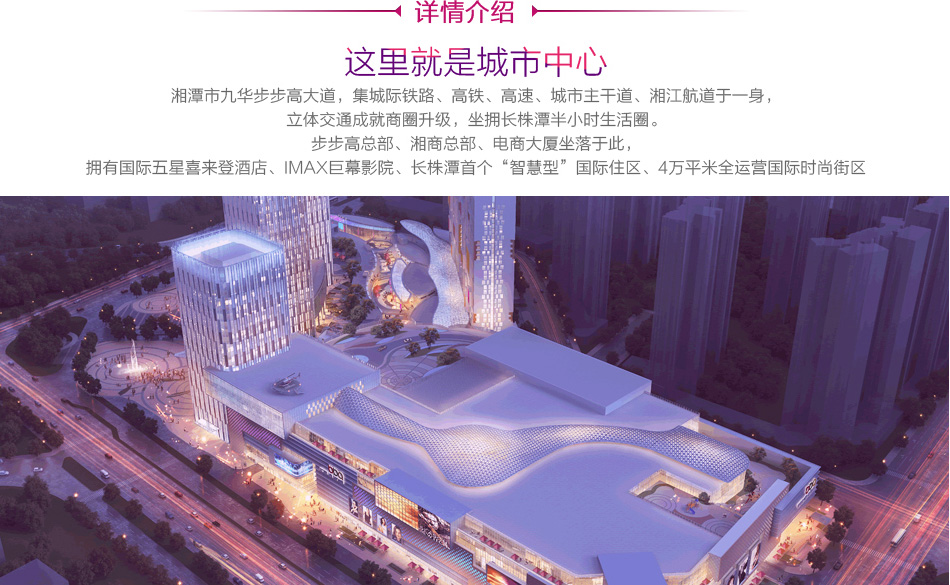 详情介绍
这里就是城市中心
湘潭市九华步步高大道，集城际铁路、高铁、高速、城市主干道、湘江航道于一身，
立体交通成就商圈升级，坐拥长株潭半小时生活圈。
步步高总部、湘商总部、电商大厦坐落于此，
拥有国际五星喜来登酒店、IMAX巨幕影院、长株潭首个“智慧型”国际住区、4万平米全运营国际时尚街区